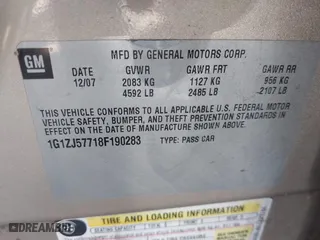 GM
MFD BY GENERAL MOTORS CORP.
DATE GVWR GAWR FRT GAWR RR
12/07 2083 KG 1127 KG 956 KG
4592 LB 2485 LB 2107 LB
THIS VEHICLE CONFORMS TO ALL APPLICABLE U.S. FEDERAL
MOTOR VEHICLE SAFETY, BUMPER, AND THEFT PREVENTION
STANDARDS IN EFFECT ON THE DATE OF MANUFACTURE SHOWN ABOVE.
1G1ZJ57718F190283 TYPE: PASS CAR
TIRE AND LOADING INFORMATION